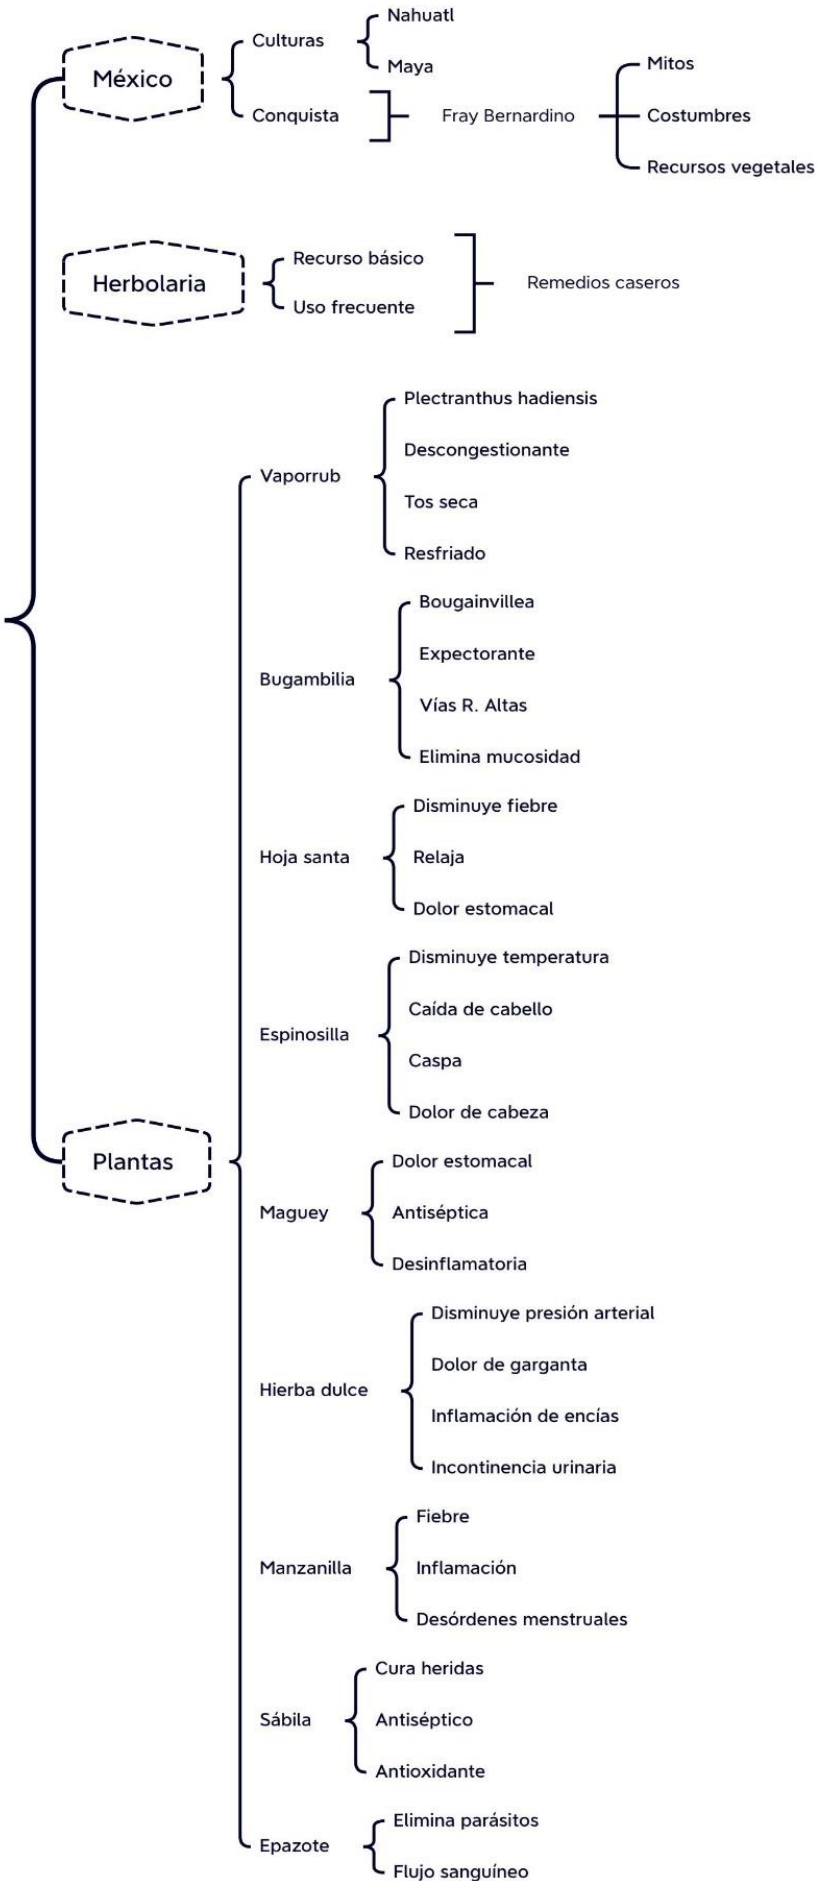 México
Culturas
Nahuatl
Maya
Conquista
Fray Bernardino
Mitos
Costumbres
Recursos vegetales
Herbolaria
Recurso básico
Uso frecuente
Remedios caseros
Plantas
Vaporrub
Plectranthus hadiensis
Descongestionante
Tos seca
Resfriado
Bugambilia
Bougainvillea
Expectorante
Vías R. Altas
Elimina mucosidad
Hoja santa
Disminuye fiebre
Relaja
Dolor estomacal
Espinosilla
Disminuye temperatura
Caída de cabello
Caspa
Dolor de cabeza
Maguey
Dolor estomacal
Antiséptica
Desinflamatoria
Hierba dulce
Disminuye presión arterial
Dolor de garganta
Inflamación de encías
Incontinencia urinaria
Manzanilla
Fiebre
Inflamación
Desórdenes menstruales
Sábila
Cura heridas
Antiséptico
Antioxidante
Epazote
Elimina parásitos
Flujo sanguíneo